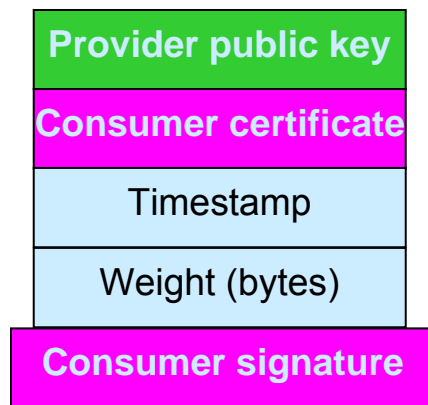 Provider public key
Consumer certificate
Timestamp
Weight (bytes)
Consumer signature